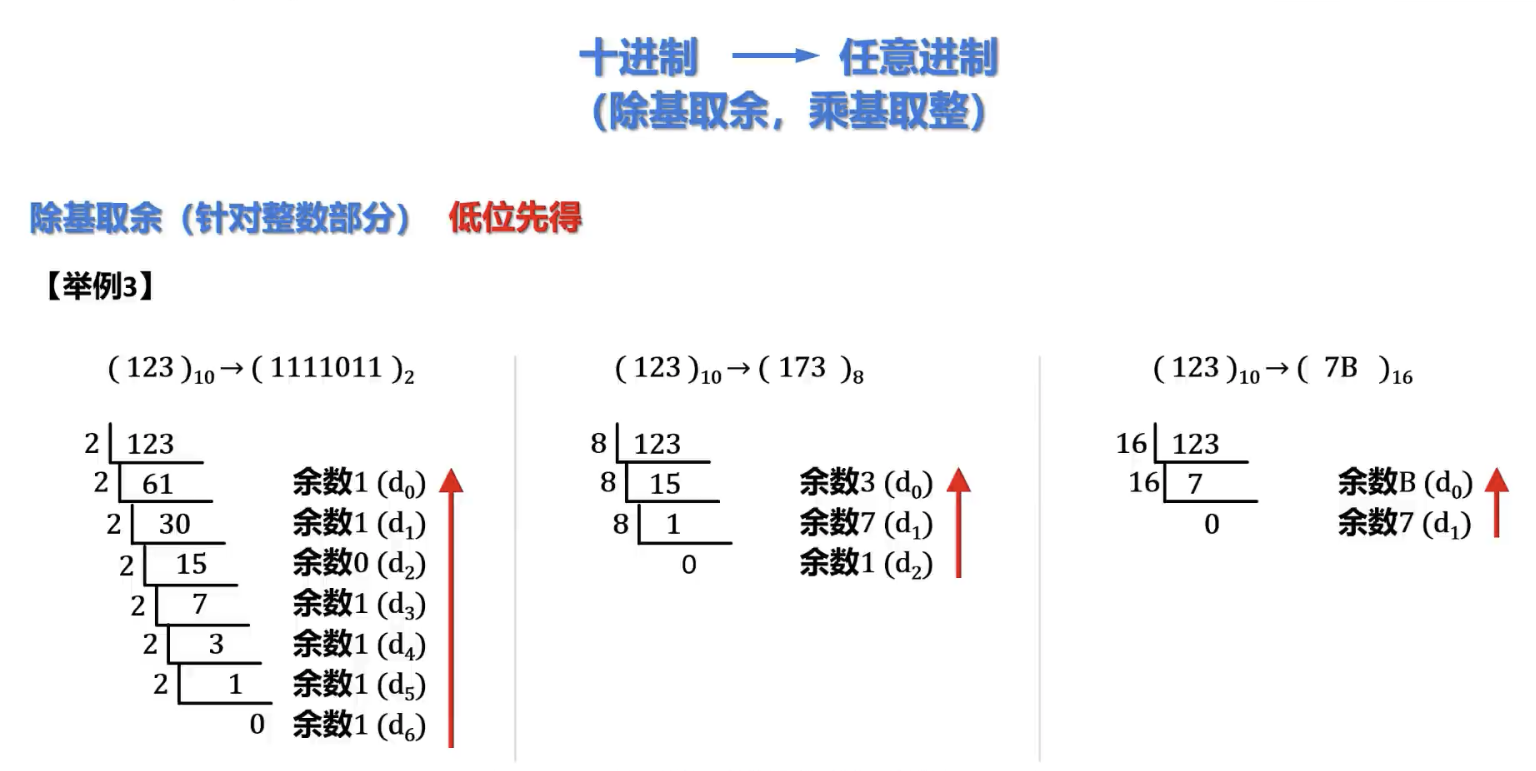 十进制 → 任意进制
（除基取余，乘基取整）
除基取余（针对整数部分） 低位先得
【举例3】
( 123 )₁₀ → ( 1111011 )₂
2 123
2 61 余数1 (d₀)
2 30 余数1 (d₁)
2 15 余数0 (d₂)
2 7 余数1 (d₃)
2 3 余数1 (d₄)
2 1 余数1 (d₅)
0 余数1 (d₆)
( 123 )₁₀ → ( 173 )₈
8 123
8 15 余数3 (d₀)
8 1 余数7 (d₁)
0 余数1 (d₂)
( 123 )₁₀ → ( 7B )₁₆
16 123
16 7 余数B (d₀)
0 余数7 (d₁)